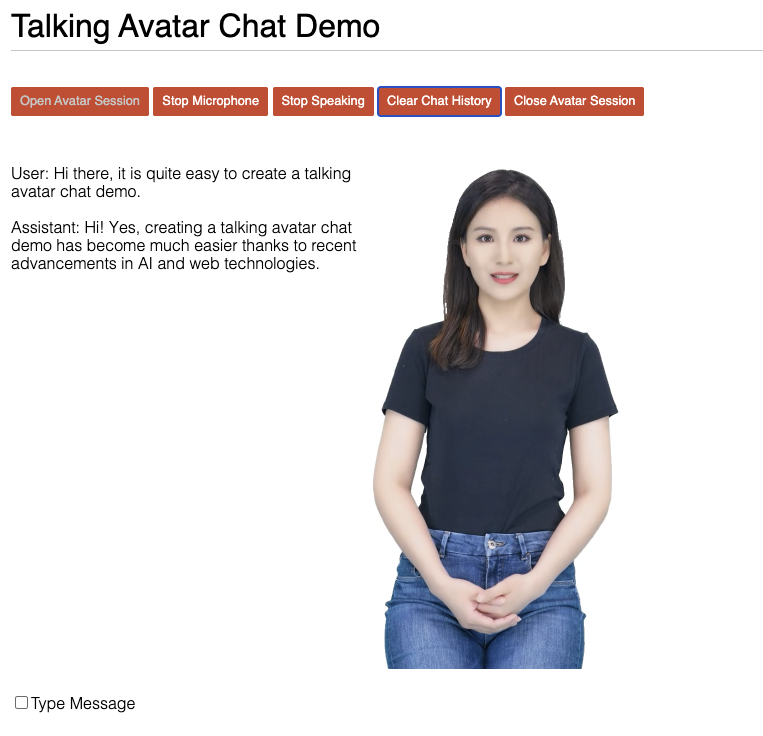 Talking Avatar Chat Demo
Open Avatar Session
Stop Microphone
Stop Speaking
Clear Chat History
Close Avatar Session
User: Hi there, it is quite easy to create a talking
avatar chat demo.
Assistant: Hi! Yes, creating a talking avatar chat
demo has become much easier thanks to recent
advancements in AI and web technologies.
Type Message